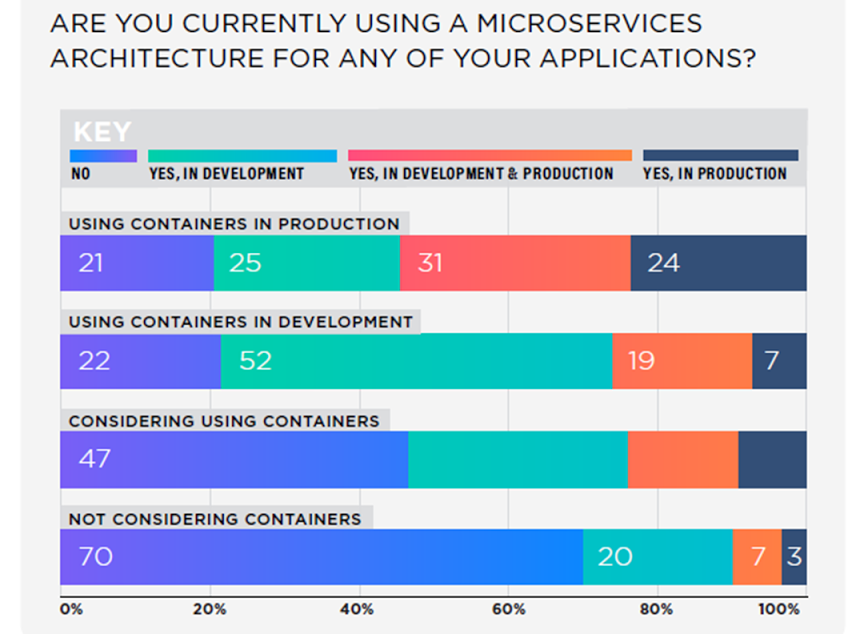 ARE YOU CURRENTLY USING A MICROSERVICES
ARCHITECTURE FOR ANY OF YOUR APPLICATIONS?
KEY
NO YES, IN DEVELOPMENT YES, IN DEVELOPMENT & PRODUCTION YES, IN PRODUCTION
USING CONTAINERS IN PRODUCTION
21 25 31 24
USING CONTAINERS IN DEVELOPMENT
22 52 19 7
CONSIDERING USING CONTAINERS
47
NOT CONSIDERING CONTAINERS
70 20 7 3
0% 20% 40% 60% 80% 100%